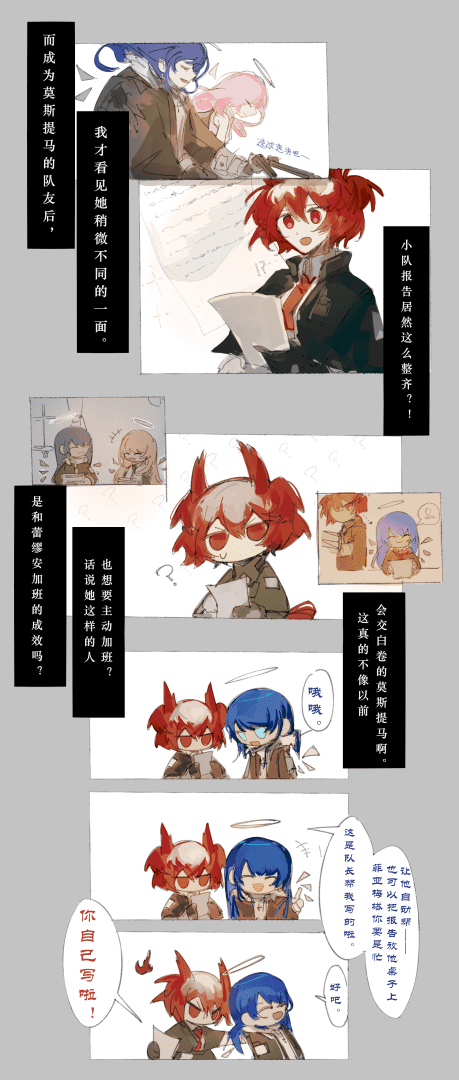 而成为莫斯提马的队友后，
我才看见她稍微不同的一面。
!?
小队报告居然这么整齐？！
是和蕾缪安加班的成效吗？
话说她这样的人
也想要主动加班？
这真的不像以前
会交白卷的莫斯提马啊。
哦哦。
这是队长帮我写的啦。
菲亚梅塔你要是忙
也可以把报告放他桌子上
让他自动帮——
你自己写啦！
好吧。